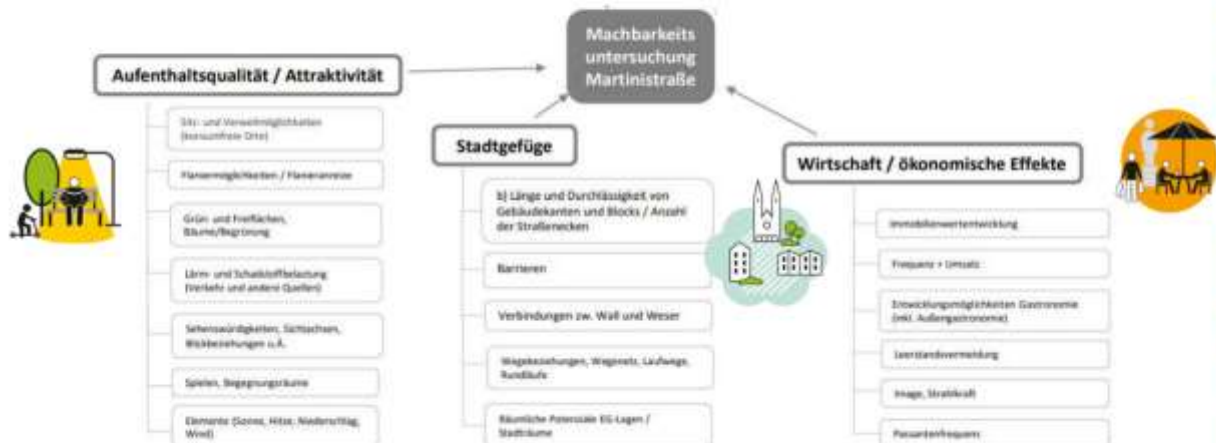 Machbarkeits
untersuchung
Martinistraße
Aufenthaltsqualität / Attraktivität
Sitz- und Verweilmöglichkeiten
(konsumfreie Orte)
Flaniermöglichkeiten / Flanieranreize
Grün- und Freiflächen,
Bäume/Begrünung
Lärm- und Schadstoffbelastung
(Verkehr und andere Quellen)
Sehenswürdigkeiten, Sichtachsen,
Blickbeziehungen u.Ä.
Spielen, Begegnungsräume
Elemente (Sonne, Hitze, Niederschlag,
Wind)
Stadtgefüge
b) Länge und Durchlässigkeit von
Gebäudekanten und Blocks / Anzahl
der Straßenecken
Barrieren
Verbindungen zw. Wall und Weser
Wegebeziehungen, Wegenetz, Laufwege,
Rundläufe
Räumliche Potenziale EG-Lagen /
Stadträume
Wirtschaft / ökonomische Effekte
Immobilienwertentwicklung
Frequenz + Umsatz
Entwicklungsmöglichkeiten Gastronomie
(inkl. Außengastronomie)
Leerstandsvermeidung
Image, Strahlkraft
Passantenfrequenz